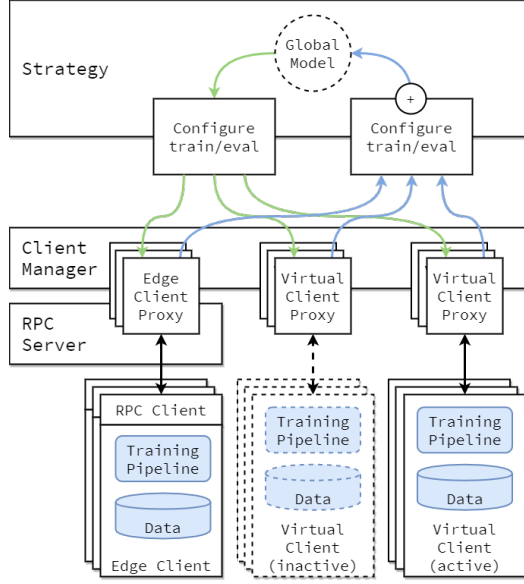 Strategy
Global
Model
+
Configure
train/eval
Configure
train/eval
Client
Manager
Edge
Client
Proxy
Virtual
Client
Proxy
Virtual
Client
Proxy
RPC
Server
RPC Client
Training
Pipeline
Data
Edge Client
Training
Pipeline
Data
Virtual
Client
(inactive)
Training
Pipeline
Data
Virtual
Client
(active)